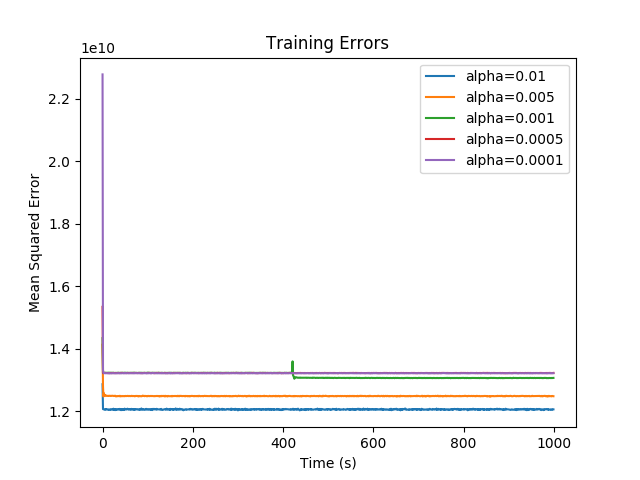 Training Errors
1e10
Mean Squared Error
2.2
2.0
1.8
1.6
1.4
1.2
0
200
400
600
800
1000
Time (s)
alpha=0.01
alpha=0.005
alpha=0.001
alpha=0.0005
alpha=0.0001